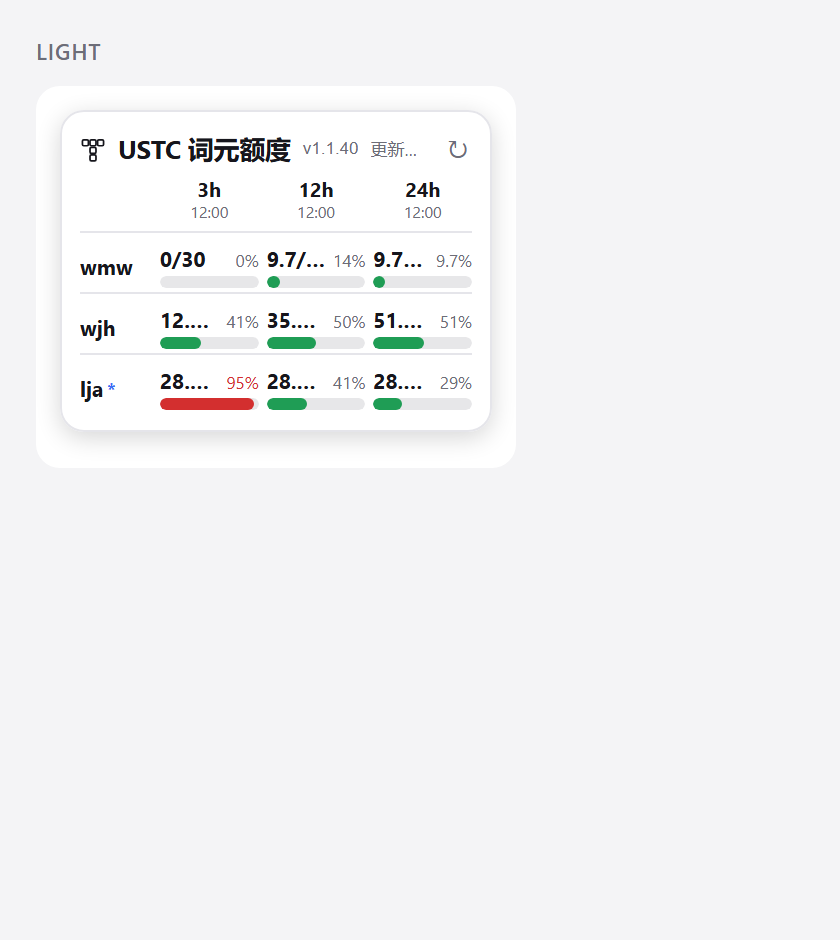 LIGHT
USTC 词元额度 v1.1.40 更新... ↻
3h 12h 24h
12:00 12:00 12:00
wmw 0/30 0% 9.7/... 14% 9.7... 9.7%
wjh 12.... 41% 35.... 50% 51.... 51%
lja * 28.... 95% 28.... 41% 28.... 29%